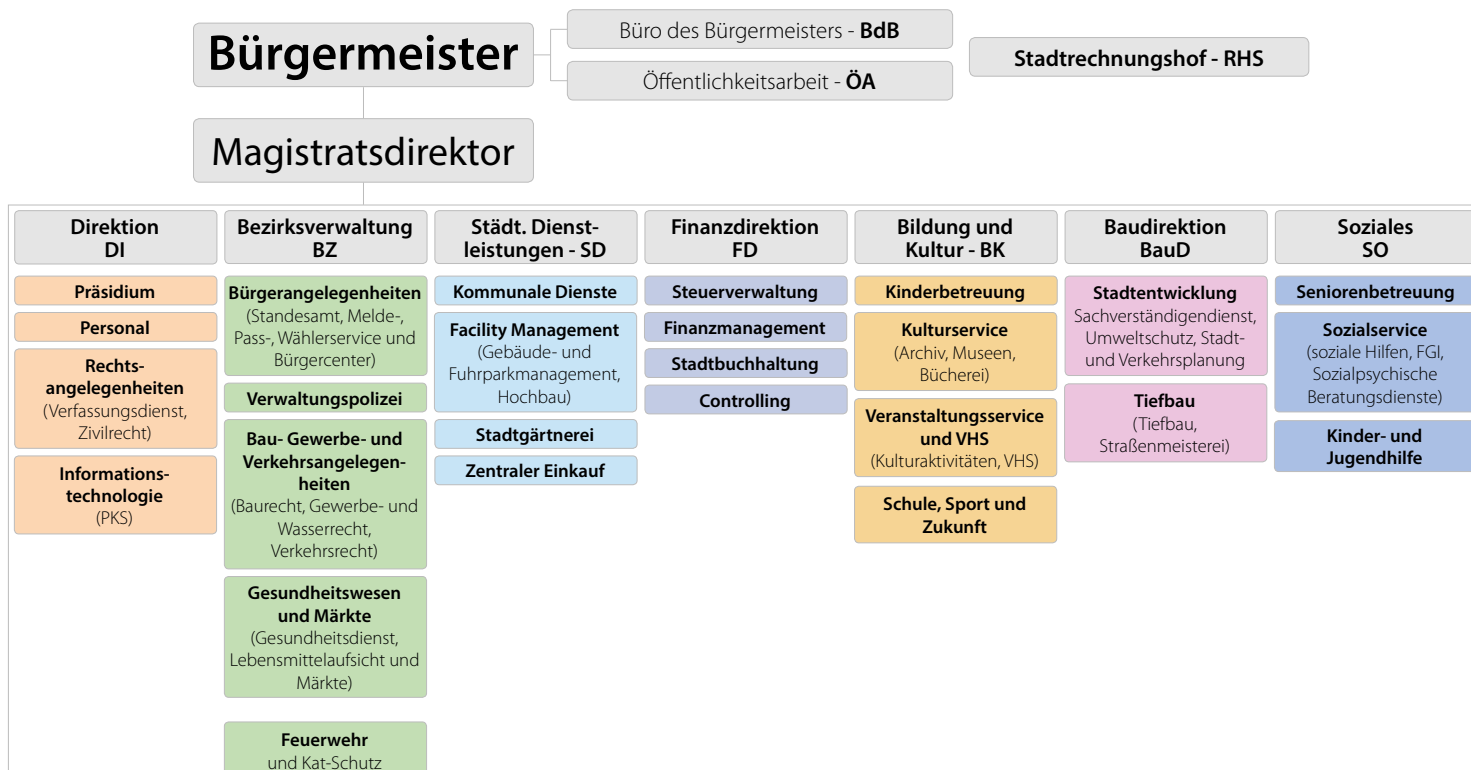 Bürgermeister
Büro des Bürgermeisters - BdB
Öffentlichkeitsarbeit - ÖA
Stadtrechnungshof - RHS
Magistratsdirektor
Direktion
DI
Präsidium
Personal
Rechts-
angelegenheiten
(Verfassungsdienst,
Zivilrecht)
Informations-
technologie
(PKS)
Bezirksverwaltung
BZ
Bürgerangelegenheiten
(Standesamt, Melde-,
Pass-, Wählerservice und
Bürgercenter)
Verwaltungspolizei
Bau- Gewerbe- und
Verkehrsangelegen-
heiten
(Baurecht, Gewerbe- und
Wasserrecht,
Verkehrsrecht)
Gesundheitswesen
und Märkte
(Gesundheitsdienst,
Lebensmittelaufsicht und
Märkte)
Feuerwehr
und Kat-Schutz
Städt. Dienst-
leistungen - SD
Kommunale Dienste
Facility Management
(Gebäude- und
Fuhrparkmanagement,
Hochbau)
Stadtgärtnerei
Zentraler Einkauf
Finanzdirektion
FD
Steuerverwaltung
Finanzmanagement
Stadtbuchhaltung
Controlling
Bildung und
Kultur - BK
Kinderbetreuung
Kulturservice
(Archiv, Museen,
Bücherei)
Veranstaltungsservice
und VHS
(Kulturaktivitäten, VHS)
Schule, Sport und
Zukunft
Baudirektion
BauD
Stadtentwicklung
Sachverständigendienst,
Umweltschutz, Stadt-
und Verkehrsplanung
Tiefbau
(Tiefbau,
Straßenmeisterei)
Soziales
SO
Seniorenbetreuung
Sozialservice
(soziale Hilfen, FGI,
Sozialpsychische
Beratungsdienste)
Kinder- und
Jugendhilfe